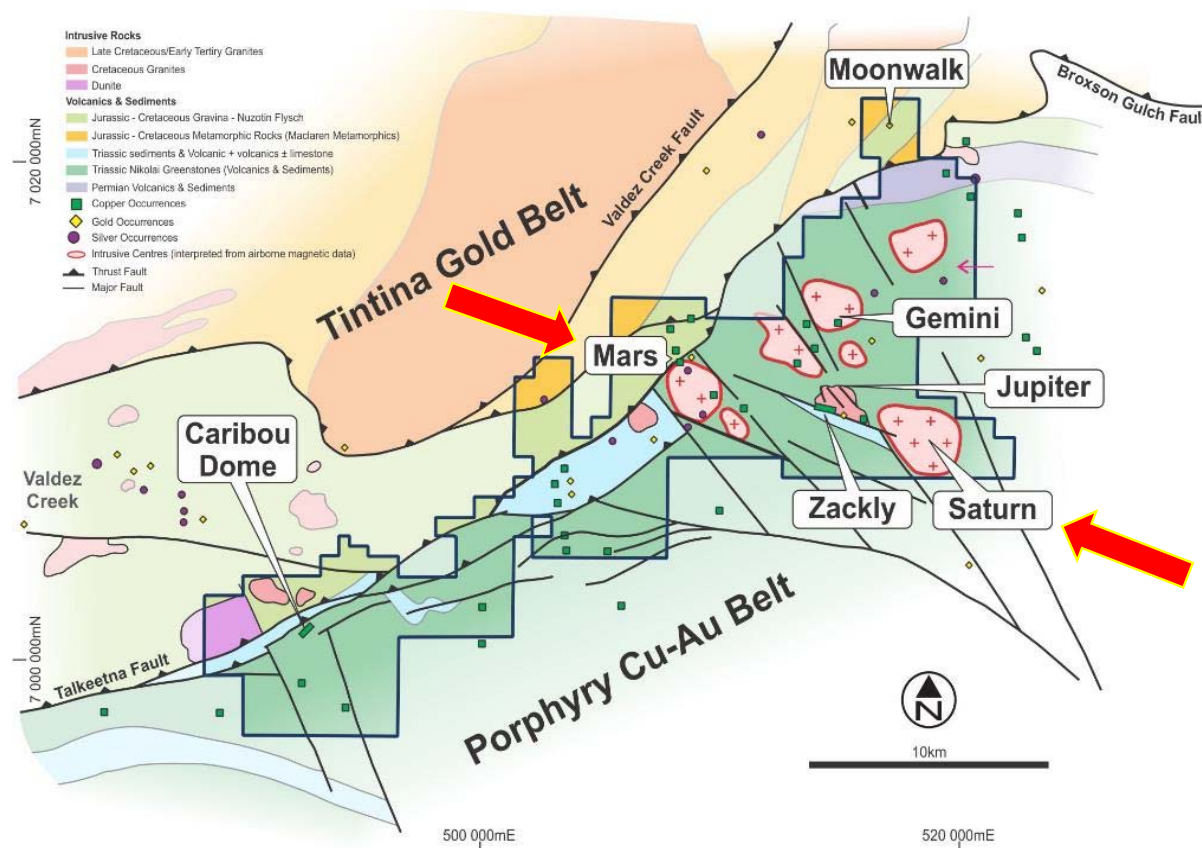 Intrusive Rocks
Late Cretaceous/Early Tertiry Granites
Cretaceous Granites
Dunite
Volcanics & Sediments
Jurassic - Cretaceous Gravina - Nuzotin Flysch
Jurassic - Cretaceous Metamorphic Rocks (Maclaren Metamorphics)
Triassic sediments & Volcanic + volcanics ± limestone
Triassic Nikolai Greenstones (Volcanics & Sediments)
Permian Volcanics & Sediments
Copper Occurrences
Gold Occurrences
Silver Occurrences
Intrusive Centres (interpreted from airborne magnetic data)
Thrust Fault
Major Fault
7 020 000mN
7 000 000mN
Tintina Gold Belt
Valdez Creek Fault
Moonwalk
Broxson Gulch Fault
Mars
Gemini
Jupiter
Caribou
Dome
Valdez
Creek
Zackly
Saturn
Talkeetna Fault
Porphyry Cu-Au Belt
N
10km
500 000mE
520 000mE